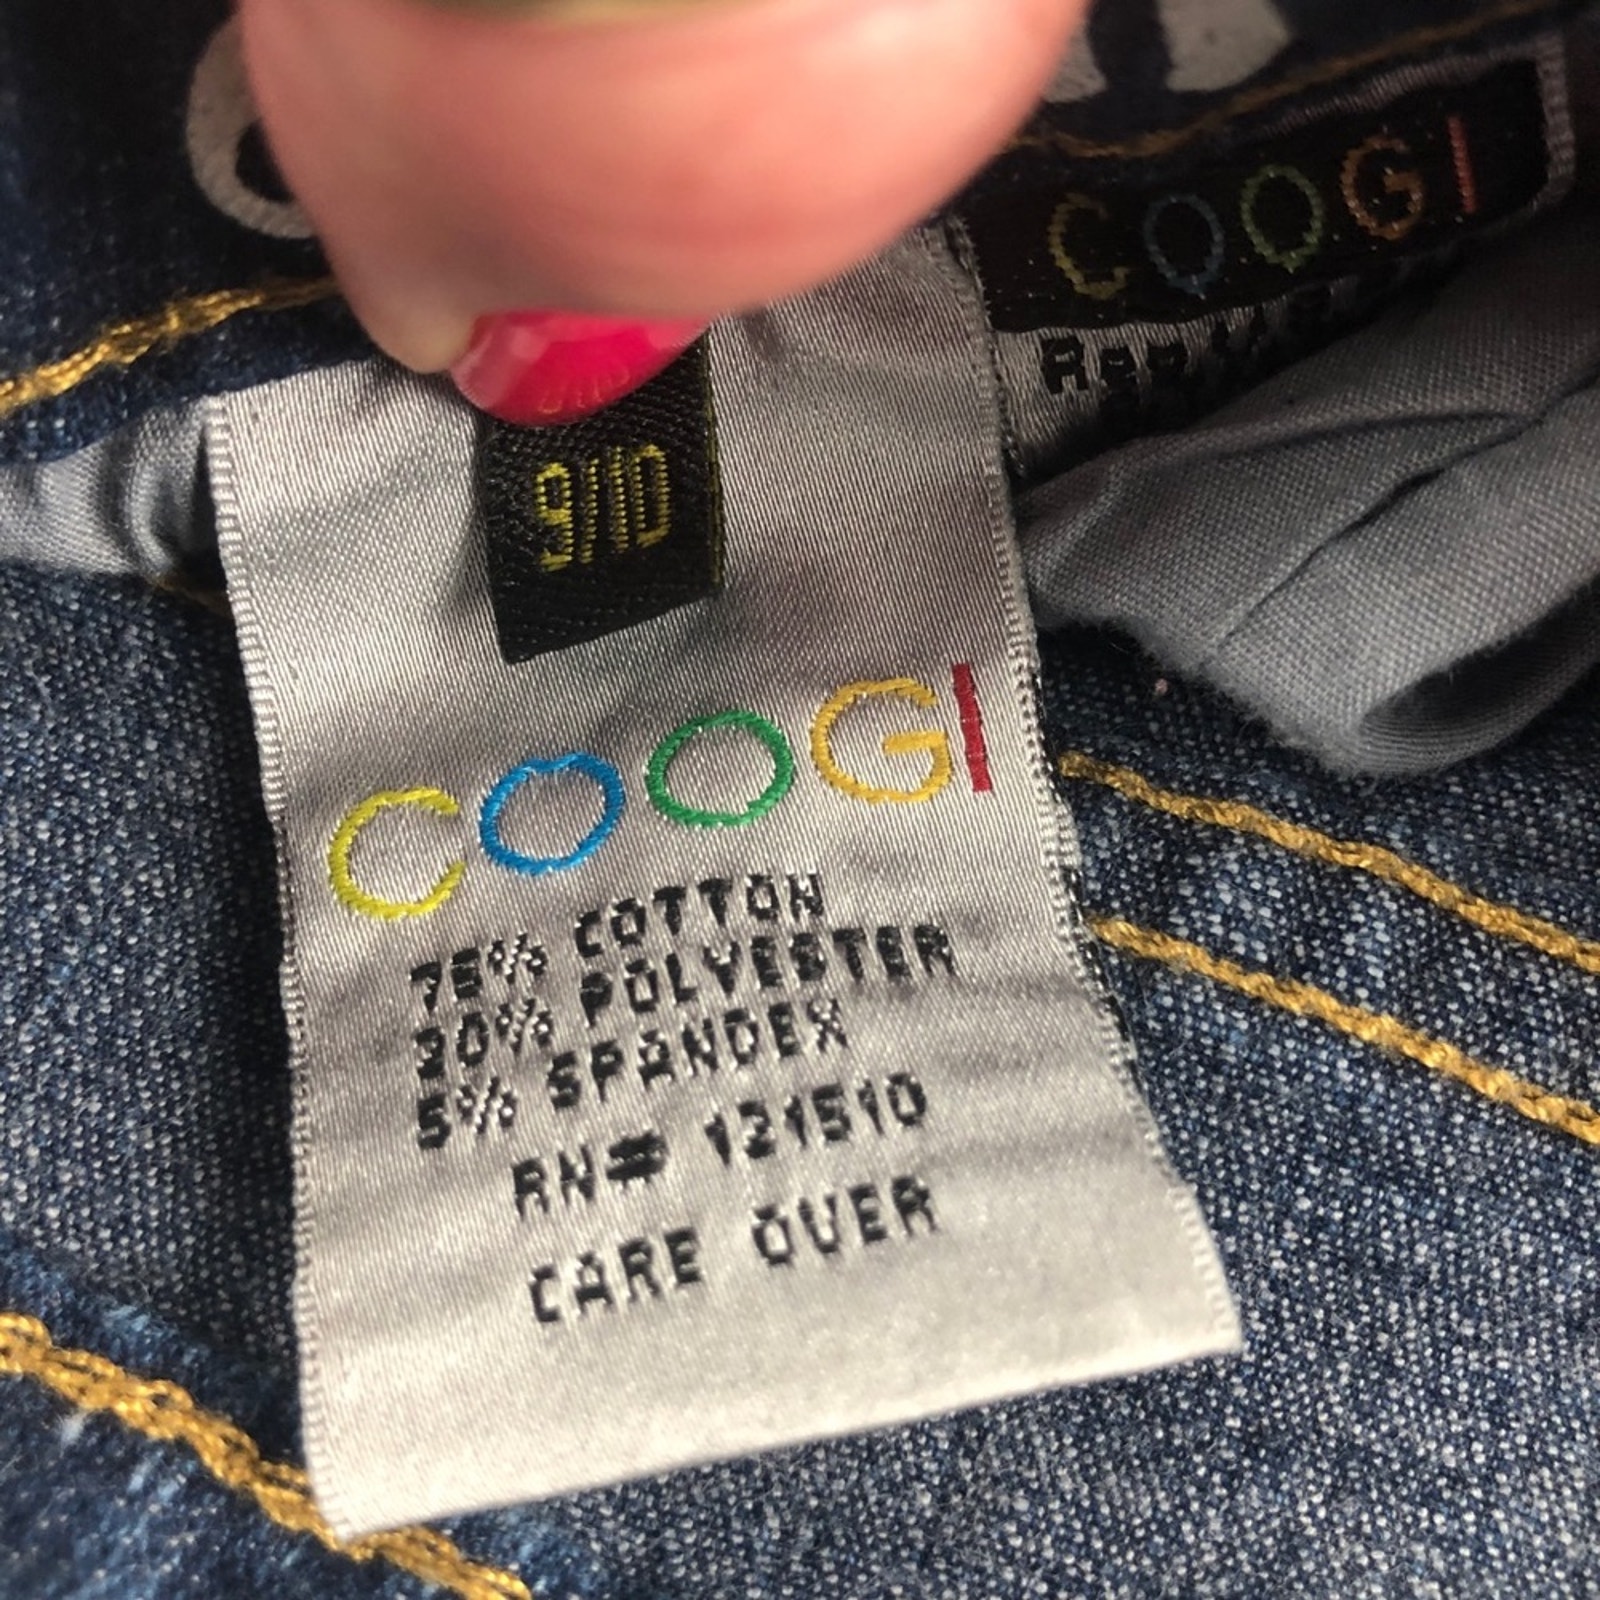 COOGI
9/10
COOGI
75% COTTON
20% POLYESTER
5% SPANDEX
RN# 121510
CARE OVER